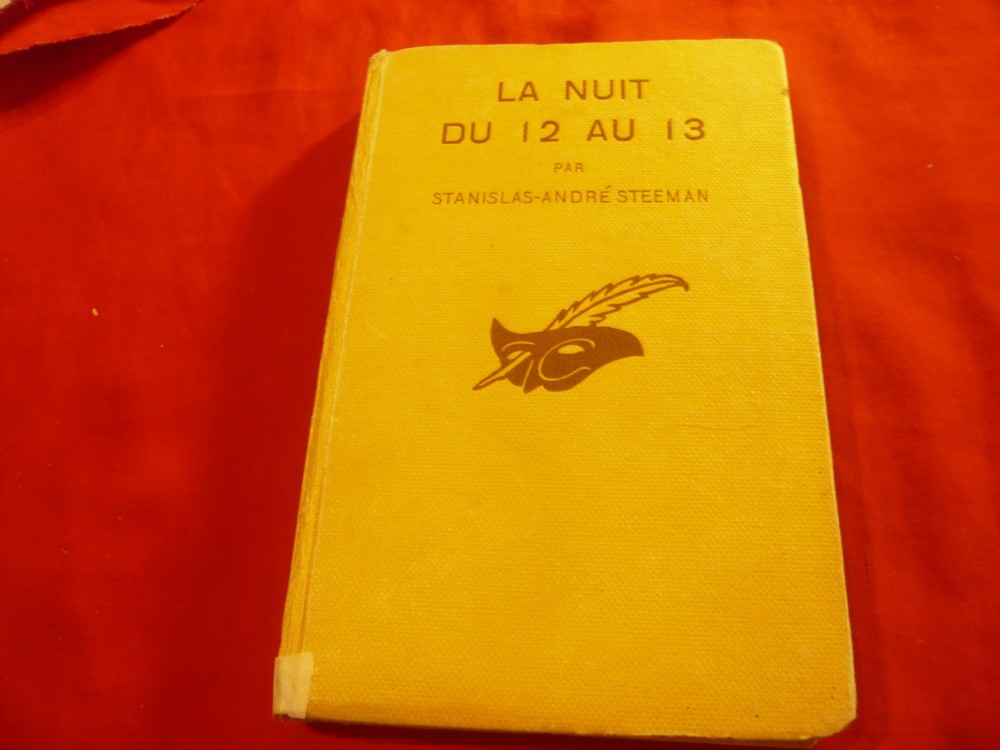 LA NUIT
DU 12 AU 13
PAR
STANISLAS-ANDRÉ STEEMAN